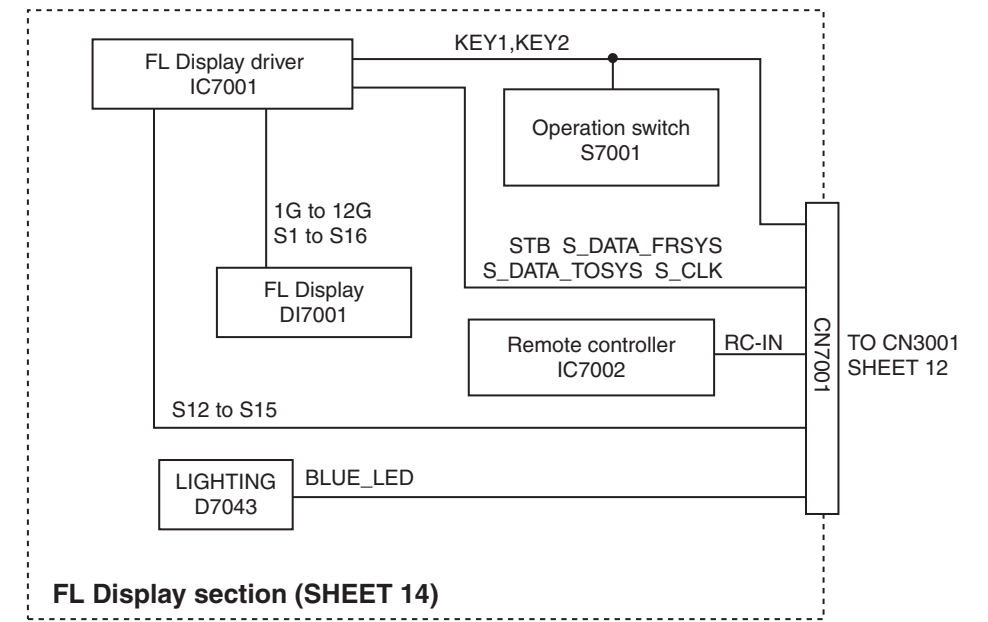 KEY1,KEY2
FL Display driver
IC7001
Operation switch
S7001
1G to 12G
S1 to S16
STB S_DATA_FRSYS
S_DATA_TOSYS S_CLK
FL Display
DI7001
Remote controller
IC7002
RC-IN
CN7001
TO CN3001
SHEET 12
S12 to S15
LIGHTING
D7043
BLUE_LED
FL Display section (SHEET 14)